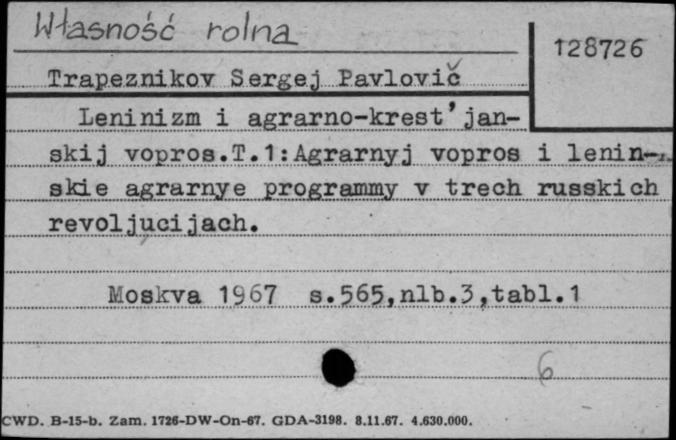 Własność rolna
128726
Trapeznikov Sergej Pavlovič
Leninizm i agrarno-krest'jan-
skij vopros.T.1:Agrarnyj vopros i lenin-
skie agrarnye programmy v trech russkich
revoljucijach.
Moskva 1967 s.565,nlb.3,tabl.1
6
CWD. B-15-b. Zam. 1726-DW-On-67. GDA-3198. 8.11.67. 4.630.000.